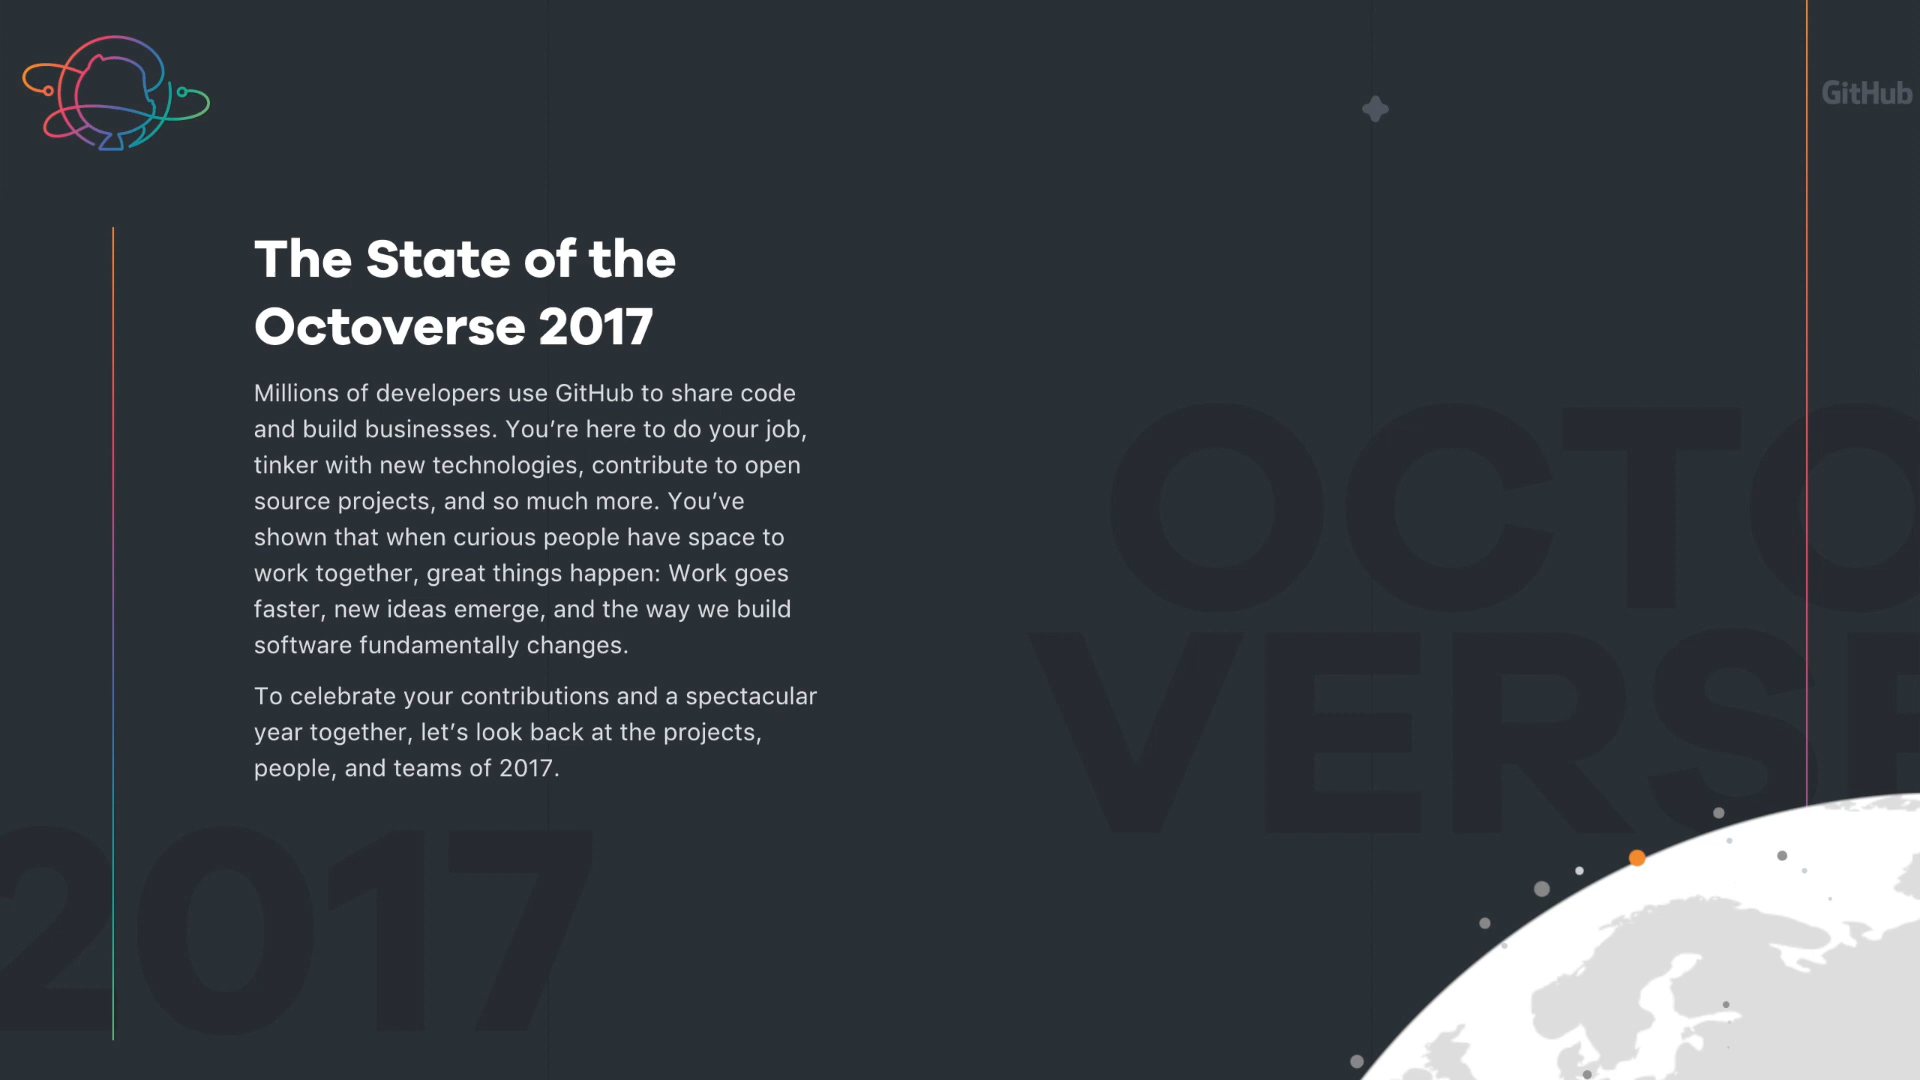 GitHub
The State of the
Octoverse 2017
Millions of developers use GitHub to share code
and build businesses. You’re here to do your job,
tinker with new technologies, contribute to open
source projects, and so much more. You’ve
shown that when curious people have space to
work together, great things happen: Work goes
faster, new ideas emerge, and the way we build
software fundamentally changes.
To celebrate your contributions and a spectacular
year together, let’s look back at the projects,
people, and teams of 2017.
OCTO
VERSE
2017